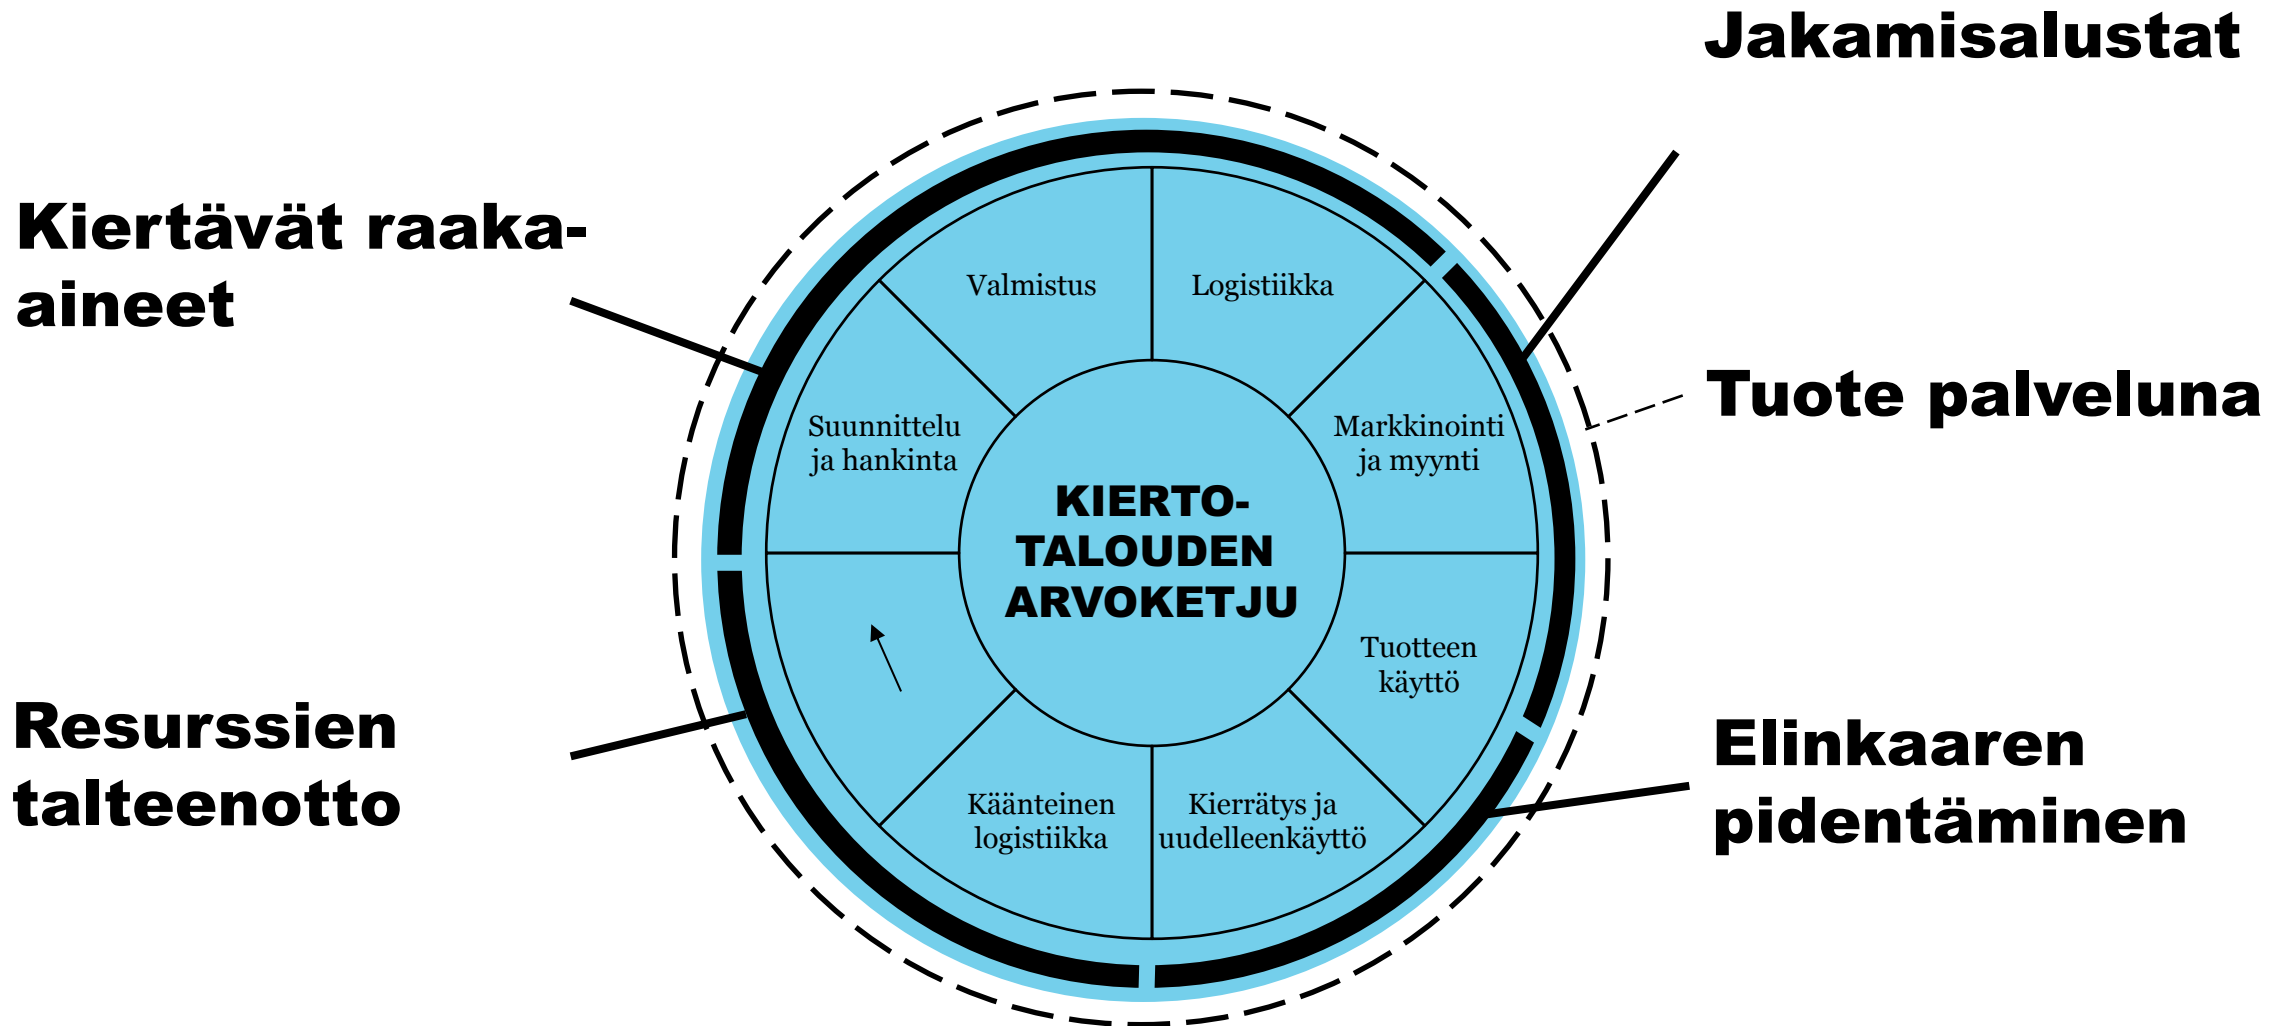 Jakamisalustat
Kiertävät raaka-
aineet
Valmistus
Logistiikka
Tuote palveluna
Suunnittelu
ja hankinta
Markkinointi
ja myynti
KIERTO-
TALOUDEN
ARVOKETJU
Tuotteen
käyttö
Resurssien
talteenotto
Elinkaaren
pidentäminen
Käänteinen
logistiikka
Kierrätys ja
uudelleenkäyttö